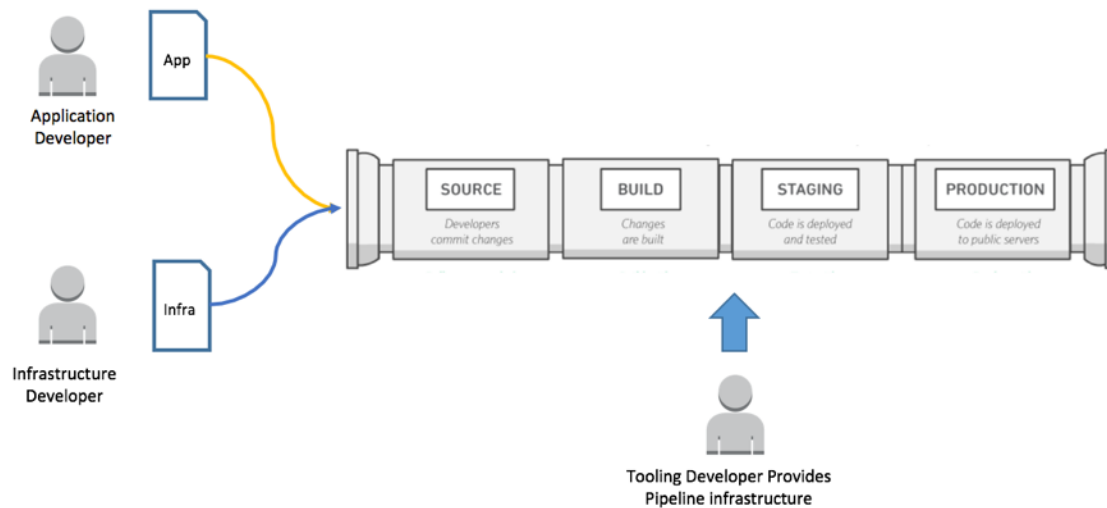 App
Application
Developer
SOURCE
Developers
commit changes
BUILD
Changes
are built
STAGING
Code is deployed
and tested
PRODUCTION
Code is deployed
to public servers
Infra
Infrastructure
Developer
Tooling Developer Provides
Pipeline infrastructure